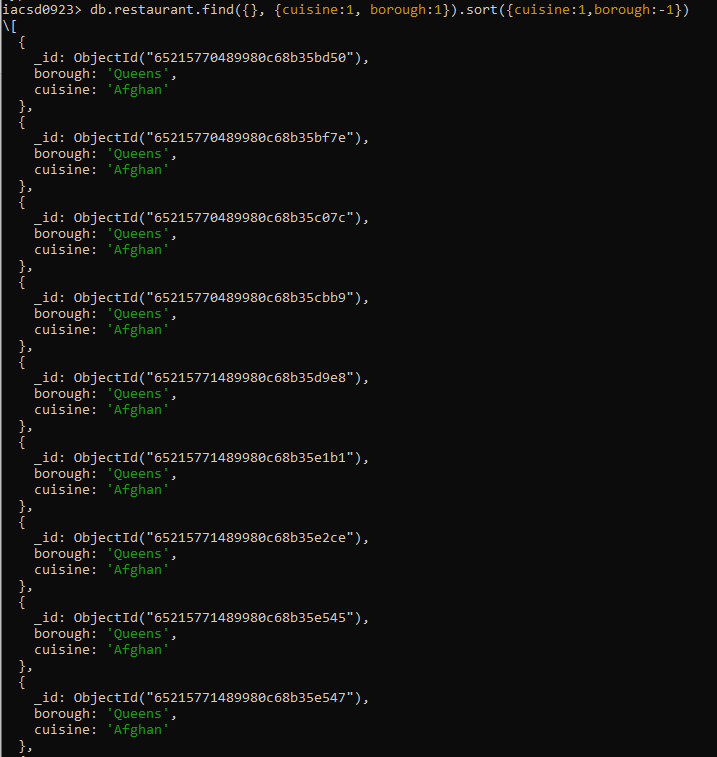 iacsd0923> db.restaurant.find({}, {cuisine:1, borough:1}).sort({cuisine:1,borough:-1})
\[
  {
    _id: ObjectId("65215770489980c68b35bd50"),
    borough: 'Queens',
    cuisine: 'Afghan'
  },
  {
    _id: ObjectId("65215770489980c68b35bf7e"),
    borough: 'Queens',
    cuisine: 'Afghan'
  },
  {
    _id: ObjectId("65215770489980c68b35c07c"),
    borough: 'Queens',
    cuisine: 'Afghan'
  },
  {
    _id: ObjectId("65215770489980c68b35cbb9"),
    borough: 'Queens',
    cuisine: 'Afghan'
  },
  {
    _id: ObjectId("65215771489980c68b35d9e8"),
    borough: 'Queens',
    cuisine: 'Afghan'
  },
  {
    _id: ObjectId("65215771489980c68b35e1b1"),
    borough: 'Queens',
    cuisine: 'Afghan'
  },
  {
    _id: ObjectId("65215771489980c68b35e2ce"),
    borough: 'Queens',
    cuisine: 'Afghan'
  },
  {
    _id: ObjectId("65215771489980c68b35e545"),
    borough: 'Queens',
    cuisine: 'Afghan'
  },
  {
    _id: ObjectId("65215771489980c68b35e547"),
    borough: 'Queens',
    cuisine: 'Afghan'
  },